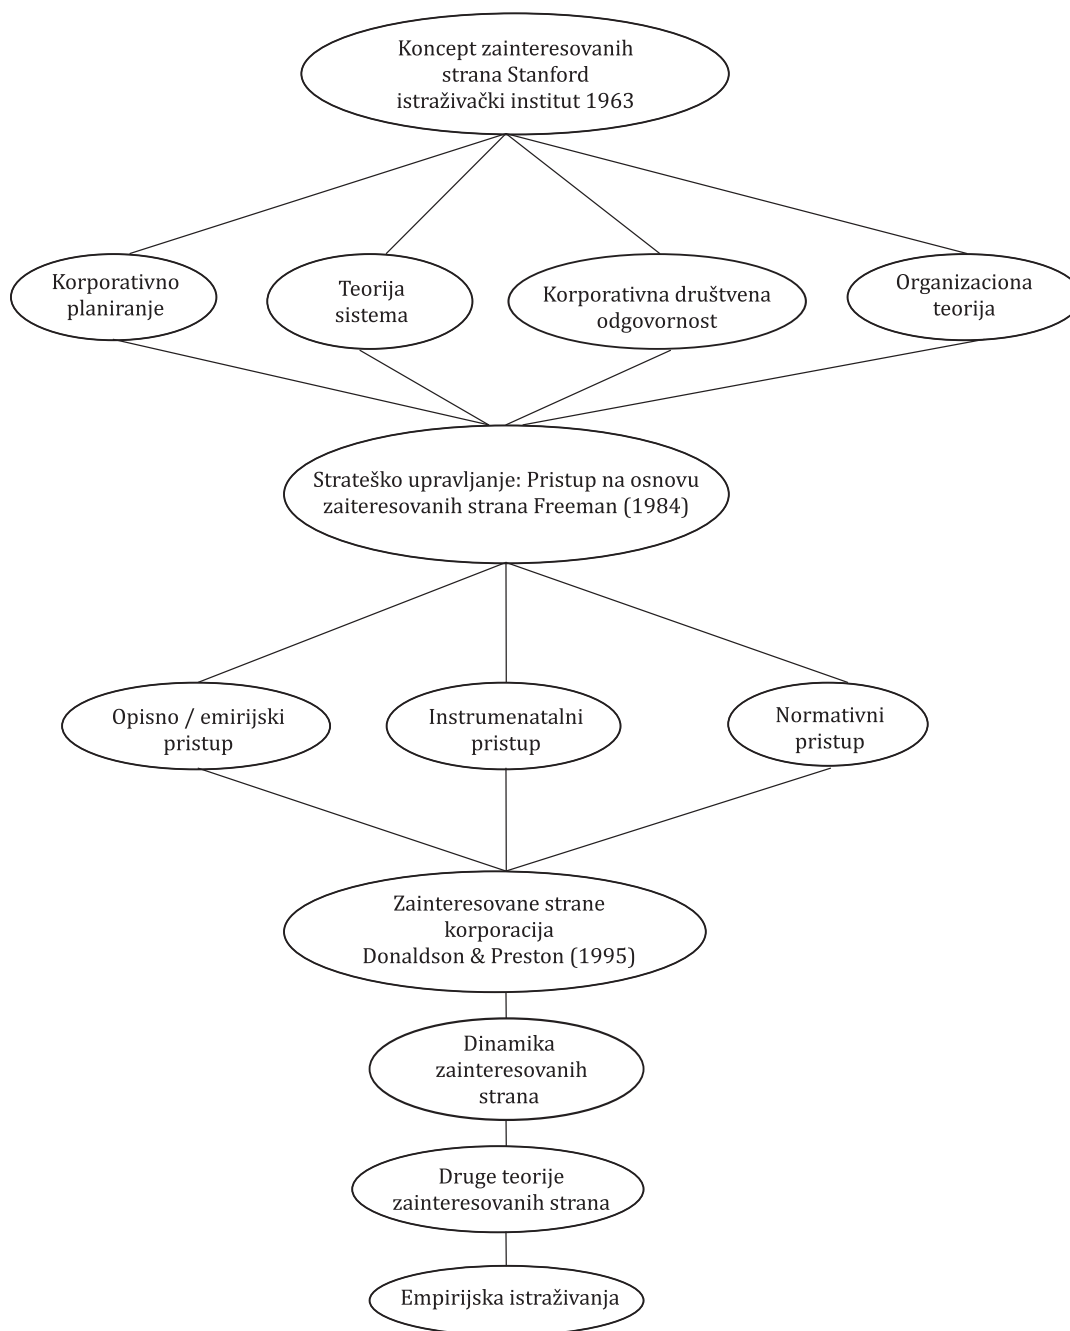 Koncept zainteresovanih
strana Stanford
istraživački institut 1963
Korporativno
planiranje
Teorija
sistema
Korporativna društvena
odgovornost
Organizaciona
teorija
Strateško upravljanje: Pristup na osnovu
zaiteresovanih strana Freeman (1984)
Opisno / emirijski
pristup
Instrumenatalni
pristup
Normativni
pristup
Zainteresovane strane
korporacija
Donaldson & Preston (1995)
Dinamika
zainteresovanih
strana
Druge teorije
zainteresovanih strana
Empirijska istraživanja